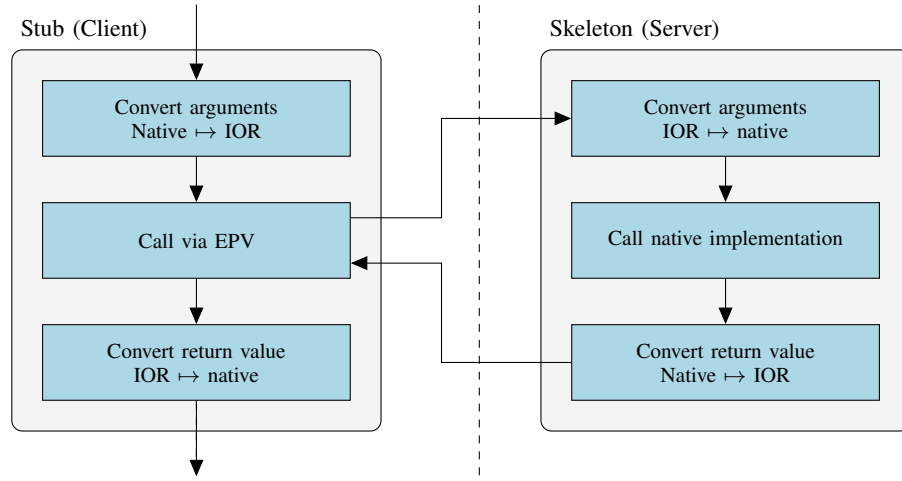 Stub (Client)
Convert arguments
Native ↦ IOR
Call via EPV
Convert return value
IOR ↦ native
Skeleton (Server)
Convert arguments
IOR ↦ native
Call native implementation
Convert return value
Native ↦ IOR